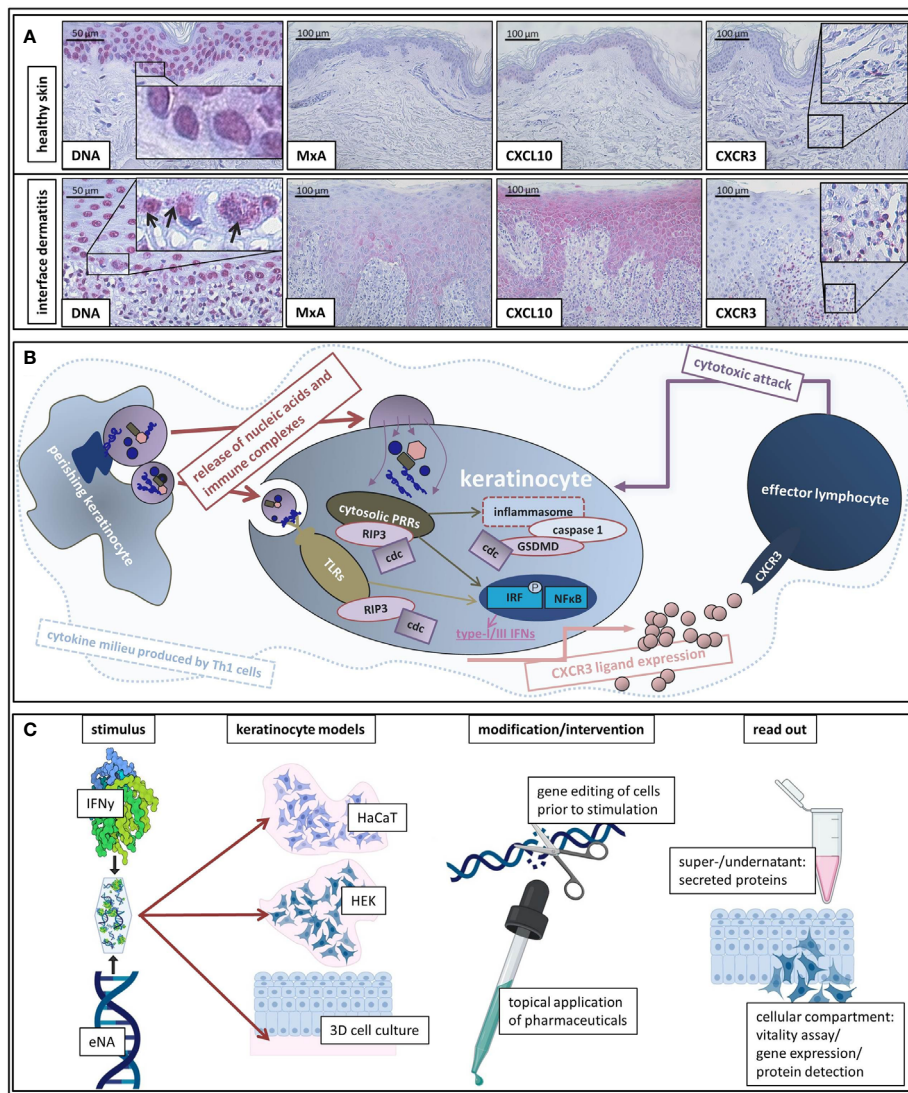 A
healthy skin
50 µm
DNA
100 µm
MxA
100 µm
CXCL10
100 µm
CXCR3
interface dermatitis
50 µm
DNA
100 µm
MxA
100 µm
CXCL10
100 µm
CXCR3
B
perishing keratinocyte
release of nucleic acids and
immune complexes
cytotoxic attack
keratinocyte
effector lymphocyte
cytosolic PRRs
RIP3
cdc
inflammasome
caspase 1
cdc
GSDMD
TLRs
RIP3
cdc
P
IRF
NFκB
type-I/III IFNs
CXCR3
CXCR3 ligand expression
cytokine milieu produced by Th1 cells
C
stimulus
keratinocyte models
modification/intervention
read out
IFNγ
eNA
HaCaT
HEK
3D cell culture
gene editing of cells
prior to stimulation
topical application
of pharmaceuticals
super-/undernatant:
secreted proteins
cellular compartment:
vitality assay/
gene expression/
protein detection